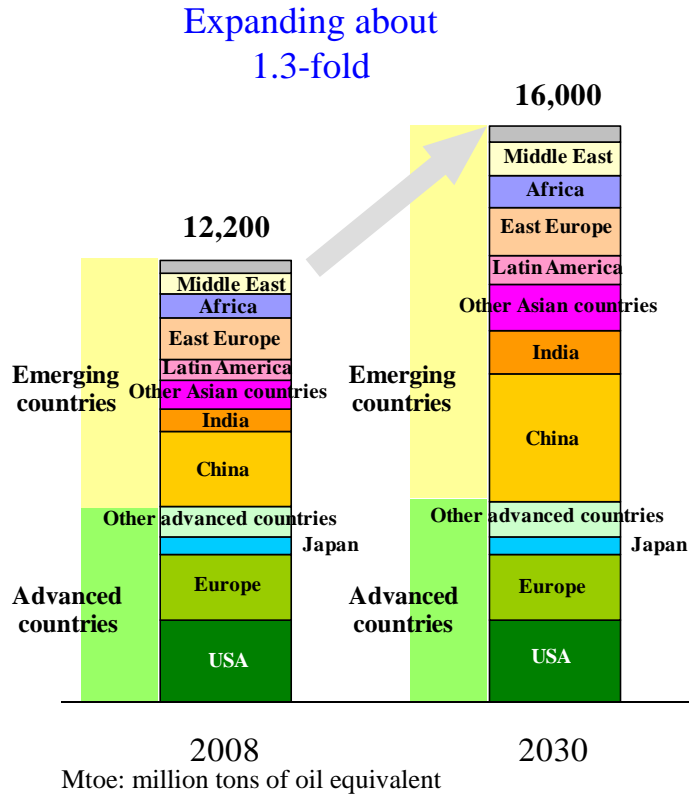 Expanding about
1.3-fold
16,000
12,200
Middle East
Africa
East Europe
Latin America
Other Asian countries
India
China
Other advanced countries
Japan
Europe
USA
Emerging
countries
Advanced
countries
Middle East
Africa
East Europe
Latin America
Other Asian countries
India
China
Other advanced countries
Japan
Europe
USA
Emerging
countries
Advanced
countries
2008
2030
Mtoe: million tons of oil equivalent